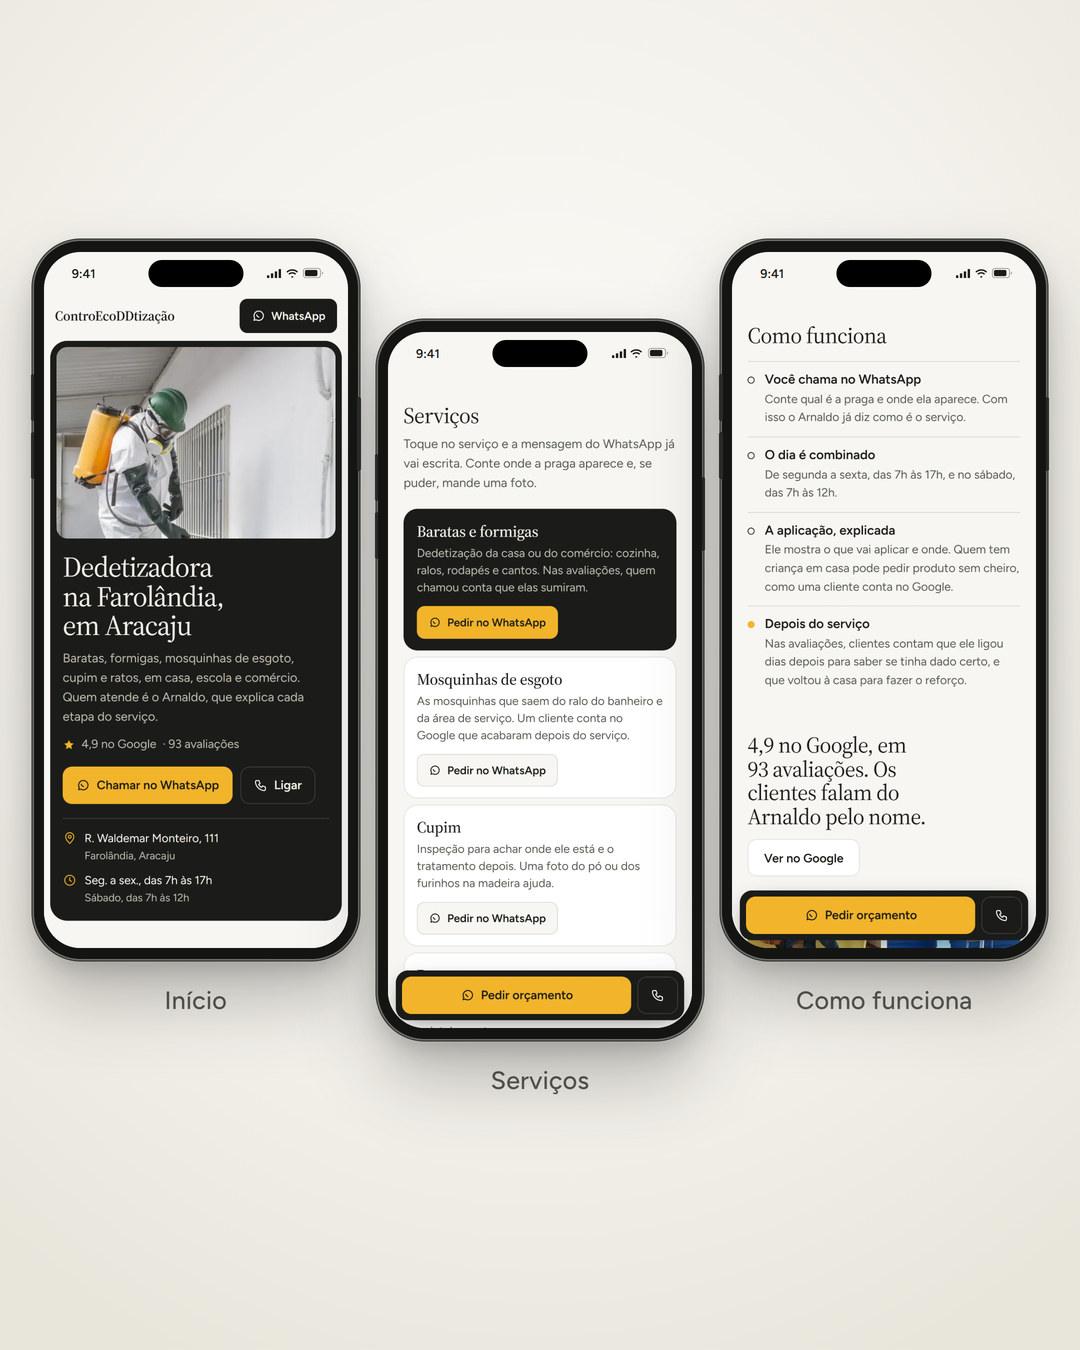 9:41
ControEcoDDtização
WhatsApp
Dedetizadora
na Farolândia,
em Aracaju
Baratas, formigas, mosquinhas de esgoto,
cupim e ratos, em casa, escola e comércio.
Quem atende é o Arnaldo, que explica cada
etapa do serviço.
4,9 no Google · 93 avaliações
Chamar no WhatsApp
Ligar
R. Waldemar Monteiro, 111
Farolândia, Aracaju
Seg. a sex., das 7h às 17h
Sábado, das 7h às 12h
Início
9:41
Serviços
Toque no serviço e a mensagem do WhatsApp já
vai escrita. Conte onde a praga aparece e, se
puder, mande uma foto.
Baratas e formigas
Dedetização da casa ou do comércio: cozinha,
ralos, rodapés e cantos. Nas avaliações, quem
chamou conta que elas sumiram.
Pedir no WhatsApp
Mosquinhas de esgoto
As mosquinhas que saem do ralo do banheiro e
da área de serviço. Um cliente conta no
Google que acabaram depois do serviço.
Pedir no WhatsApp
Cupim
Inspeção para achar onde ele está e o
tratamento depois. Uma foto do pó ou dos
furinhos na madeira ajuda.
Pedir no WhatsApp
Pedir orçamento
Serviços
9:41
Como funciona
Você chama no WhatsApp
Conte qual é a praga e onde ela aparece. Com
isso o Arnaldo já diz como é o serviço.
O dia é combinado
De segunda a sexta, das 7h às 17h, e no sábado,
das 7h às 12h.
A aplicação, explicada
Ele mostra o que vai aplicar e onde. Quem tem
criança em casa pode pedir produto sem cheiro,
como uma cliente conta no Google.
Depois do serviço
Nas avaliações, clientes contam que ele ligou
dias depois para saber se tinha dado certo, e
que voltou à casa para fazer o reforço.
4,9 no Google, em
93 avaliações. Os
clientes falam do
Arnaldo pelo nome.
Ver no Google
Pedir orçamento
Como funciona